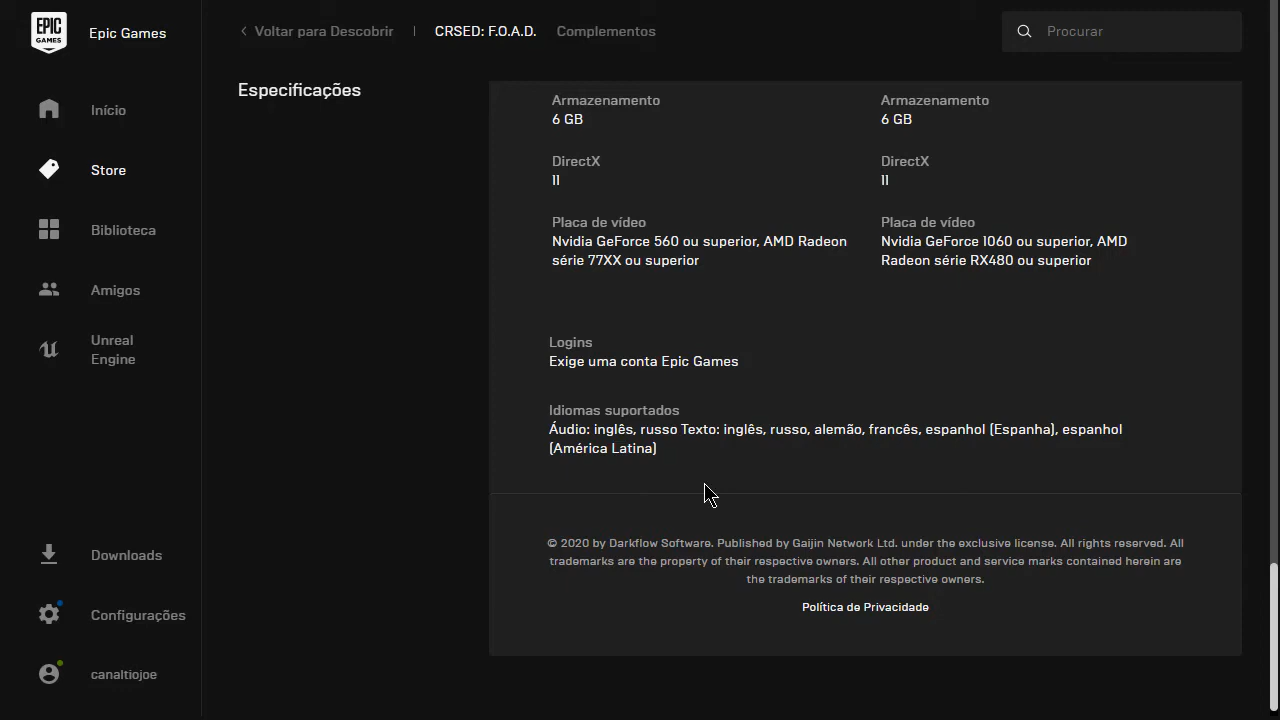 EPIC
GAMES
Epic Games
Voltar para Descobrir
CRSED: F.O.A.D.
Complementos
Procurar
Início
Store
Biblioteca
Amigos
Unreal
Engine
Downloads
Configurações
canaltiojoe
Especificações
Armazenamento
6 GB
DirectX
11
Placa de vídeo
Nvidia GeForce 560 ou superior, AMD Radeon
série 77XX ou superior
Armazenamento
6 GB
DirectX
11
Placa de vídeo
Nvidia GeForce 1060 ou superior, AMD
Radeon série RX480 ou superior
Logins
Exige uma conta Epic Games
Idiomas suportados
Áudio: inglês, russo Texto: inglês, russo, alemão, francês, espanhol (Espanha), espanhol
(América Latina)
© 2020 by Darkflow Software. Published by Gaijin Network Ltd. under the exclusive license. All rights reserved. All
trademarks are the property of their respective owners. All other product and service marks contained herein are
the trademarks of their respective owners.
Política de Privacidade